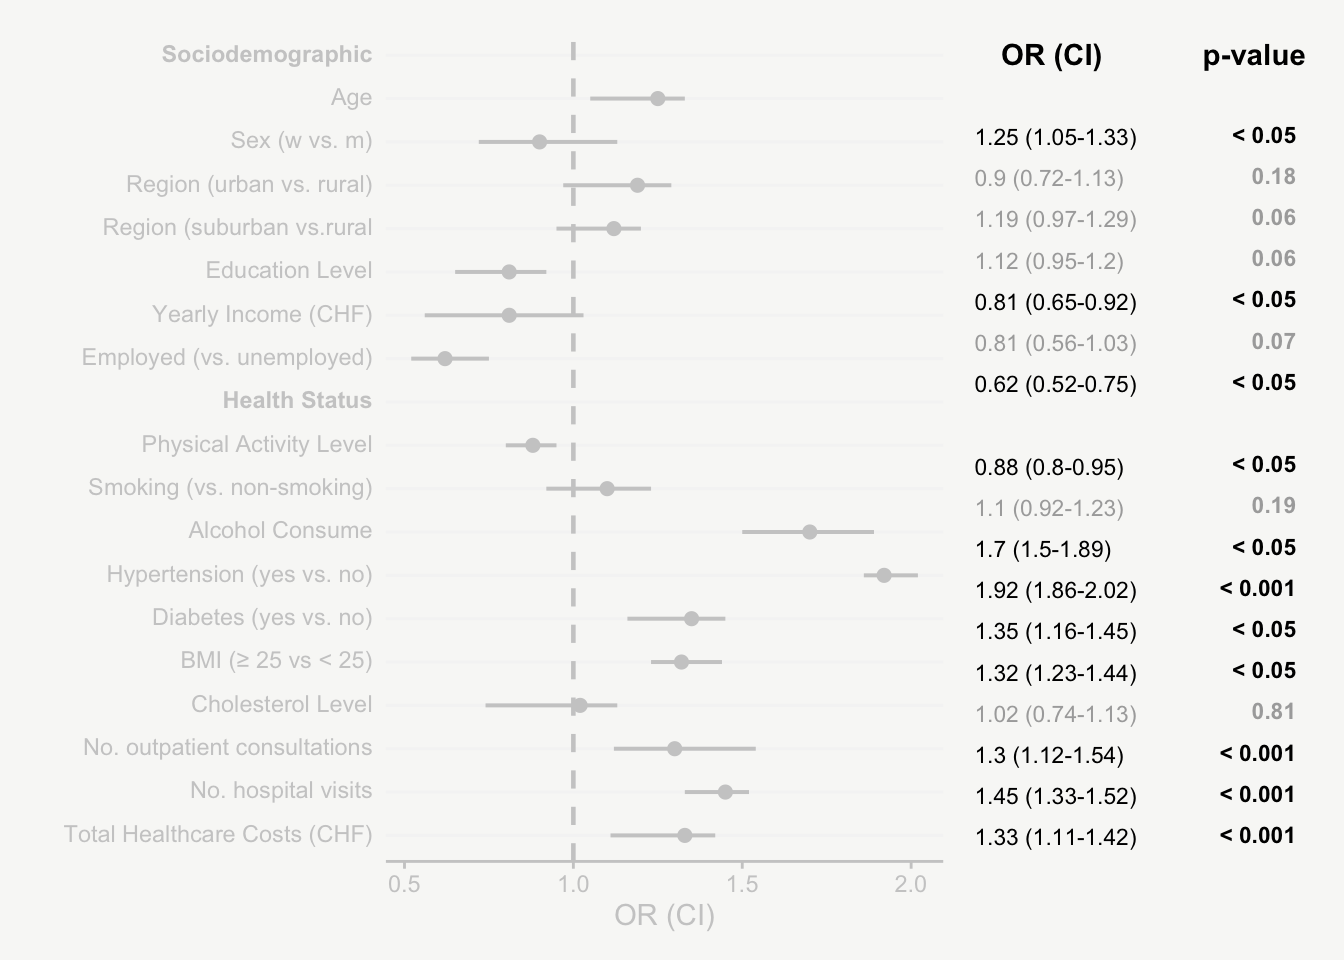 Sociodemographic OR (CI) p-value
Age 1.25 (1.05-1.33) < 0.05
Sex (w vs. m) 0.9 (0.72-1.13) 0.18
Region (urban vs. rural) 1.19 (0.97-1.29) 0.06
Region (suburban vs.rural 1.12 (0.95-1.2) 0.06
Education Level 0.81 (0.65-0.92) < 0.05
Yearly Income (CHF) 0.81 (0.56-1.03) 0.07
Employed (vs. unemployed) 0.62 (0.52-0.75) < 0.05
Health Status
Physical Activity Level 0.88 (0.8-0.95) < 0.05
Smoking (vs. non-smoking) 1.1 (0.92-1.23) 0.19
Alcohol Consume 1.7 (1.5-1.89) < 0.05
Hypertension (yes vs. no) 1.92 (1.86-2.02) < 0.001
Diabetes (yes vs. no) 1.35 (1.16-1.45) < 0.05
BMI (≥ 25 vs < 25) 1.32 (1.23-1.44) < 0.05
Cholesterol Level 1.02 (0.74-1.13) 0.81
No. outpatient consultations 1.3 (1.12-1.54) < 0.001
No. hospital visits 1.45 (1.33-1.52) < 0.001
Total Healthcare Costs (CHF) 1.33 (1.11-1.42) < 0.001
0.5 1.0 1.5 2.0
OR (CI)